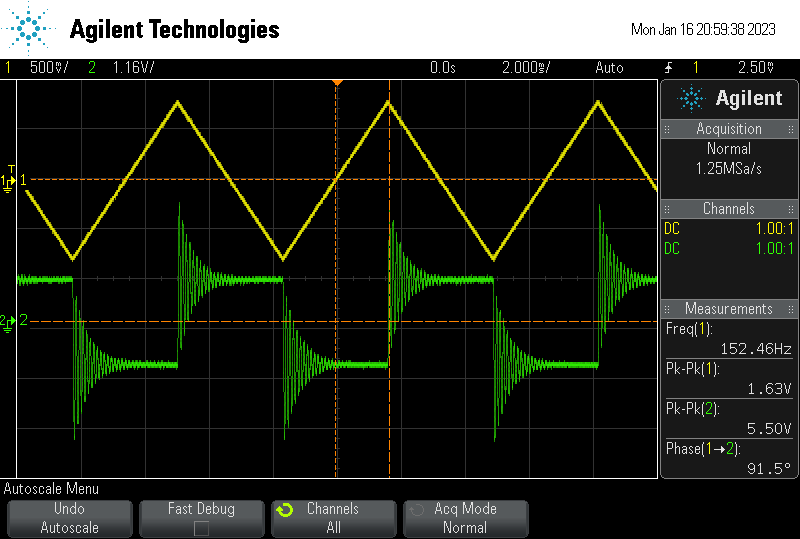 Agilent Technologies
Mon Jan 16 20:59:38 2023
1 500mV/ 2 1.16V/ 0.0s 2.000ms/ Auto 1 2.50V
T
1 1
2 2
Agilent
Acquisition
Normal
1.25MSa/s
Channels
DC 1.00:1
DC 1.00:1
Measurements
Freq(1):
152.46Hz
Pk-Pk(1):
1.63V
Pk-Pk(2):
5.50V
Phase(1→2):
91.5°
Autoscale Menu
Undo
Autoscale
Fast Debug
Channels
All
Acq Mode
Normal